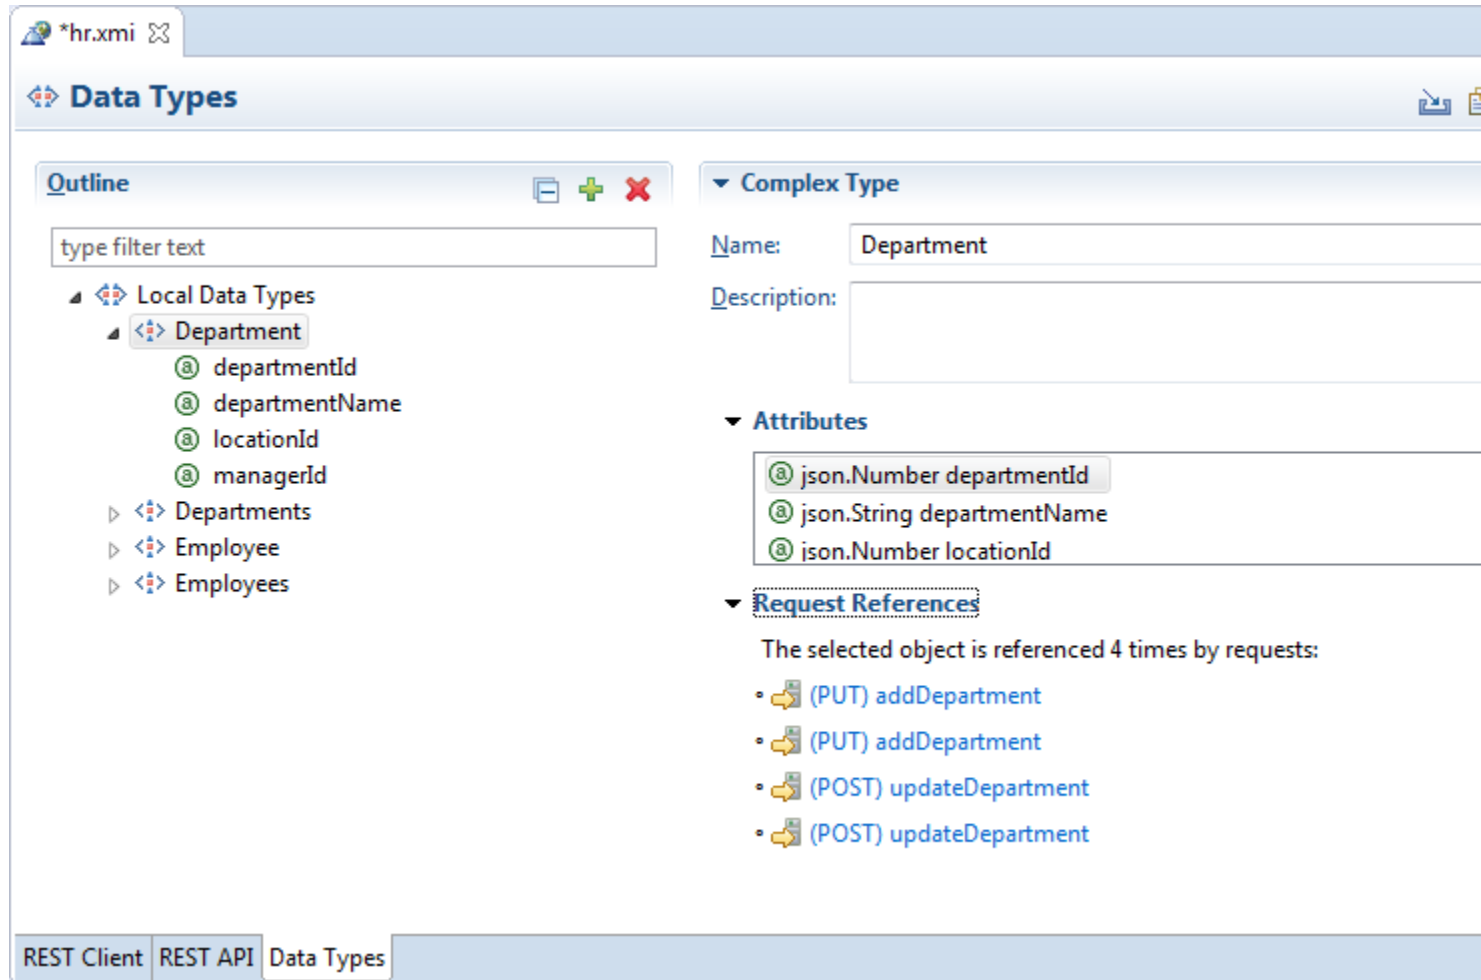 *hr.xmi
Data Types
Outline
type filter text
Local Data Types
Department
departmentId
departmentName
locationId
managerId
Departments
Employee
Employees
Complex Type
Name: Department
Description:
Attributes
json.Number departmentId
json.String departmentName
json.Number locationId
Request References
The selected object is referenced 4 times by requests:
(PUT) addDepartment
(PUT) addDepartment
(POST) updateDepartment
(POST) updateDepartment
REST Client REST API Data Types